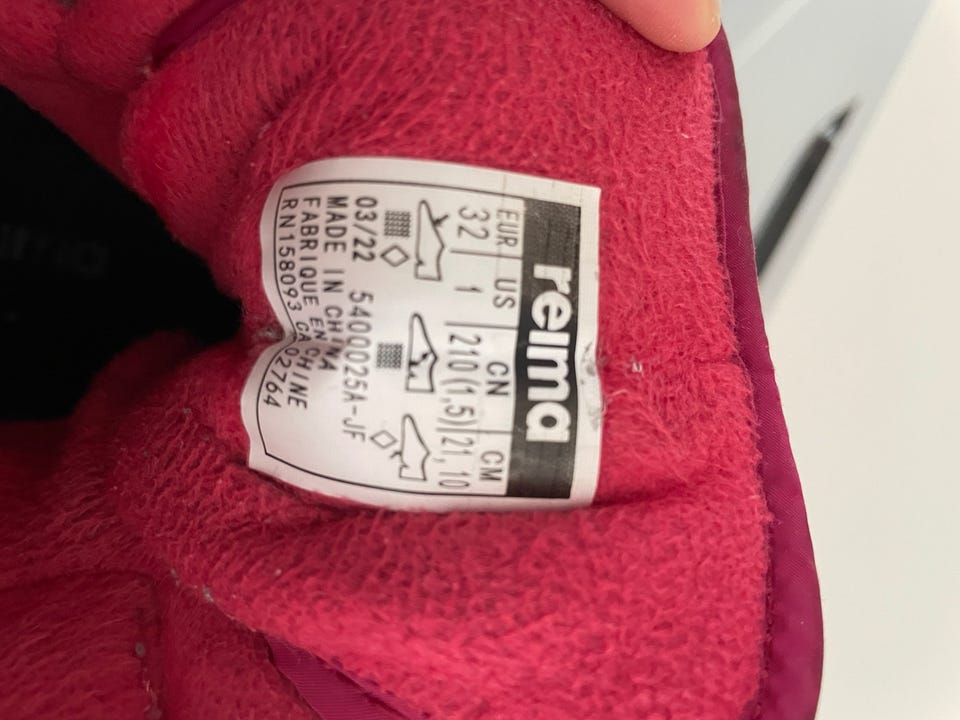 reima
EUR US CN CM
32 1 210(1,5) 21,10
03/22 5400025A-JF
MADE IN CHINA
FABRIQUE EN CHINE
RN158093 CA02764